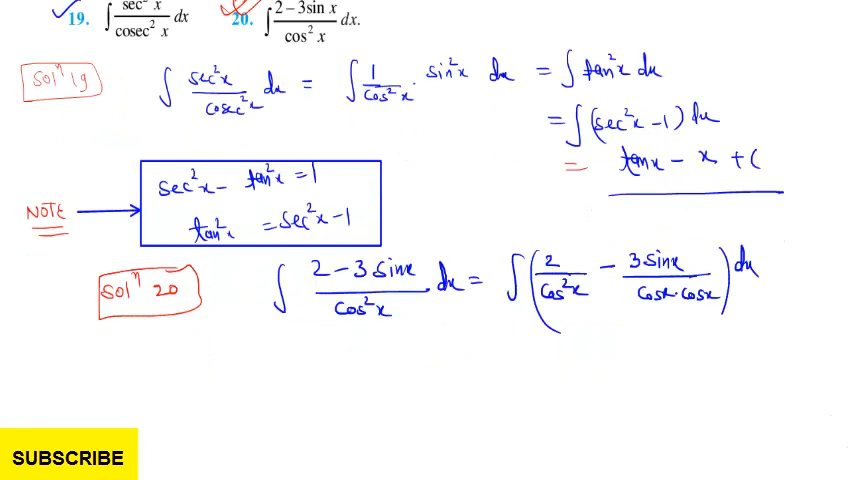 19. ∫ sec² x / cosec² x dx 20. ∫ 2 – 3 sin x / cos² x dx.
Solⁿ 19 ∫ sec²x / cosec²x dx = ∫ 1/cos²x · sin²x dx = ∫ tan²x dx
= ∫ (sec²x – 1) dx
= tanx – x + C
NOTE → sec²x – tan²x = 1
tan²x = sec²x – 1
Solⁿ 20 ∫ 2 – 3 sinx / cos²x dx = ∫ ( 2 / cos²x – 3 sinx / cosx · cosx ) dx
SUBSCRIBE